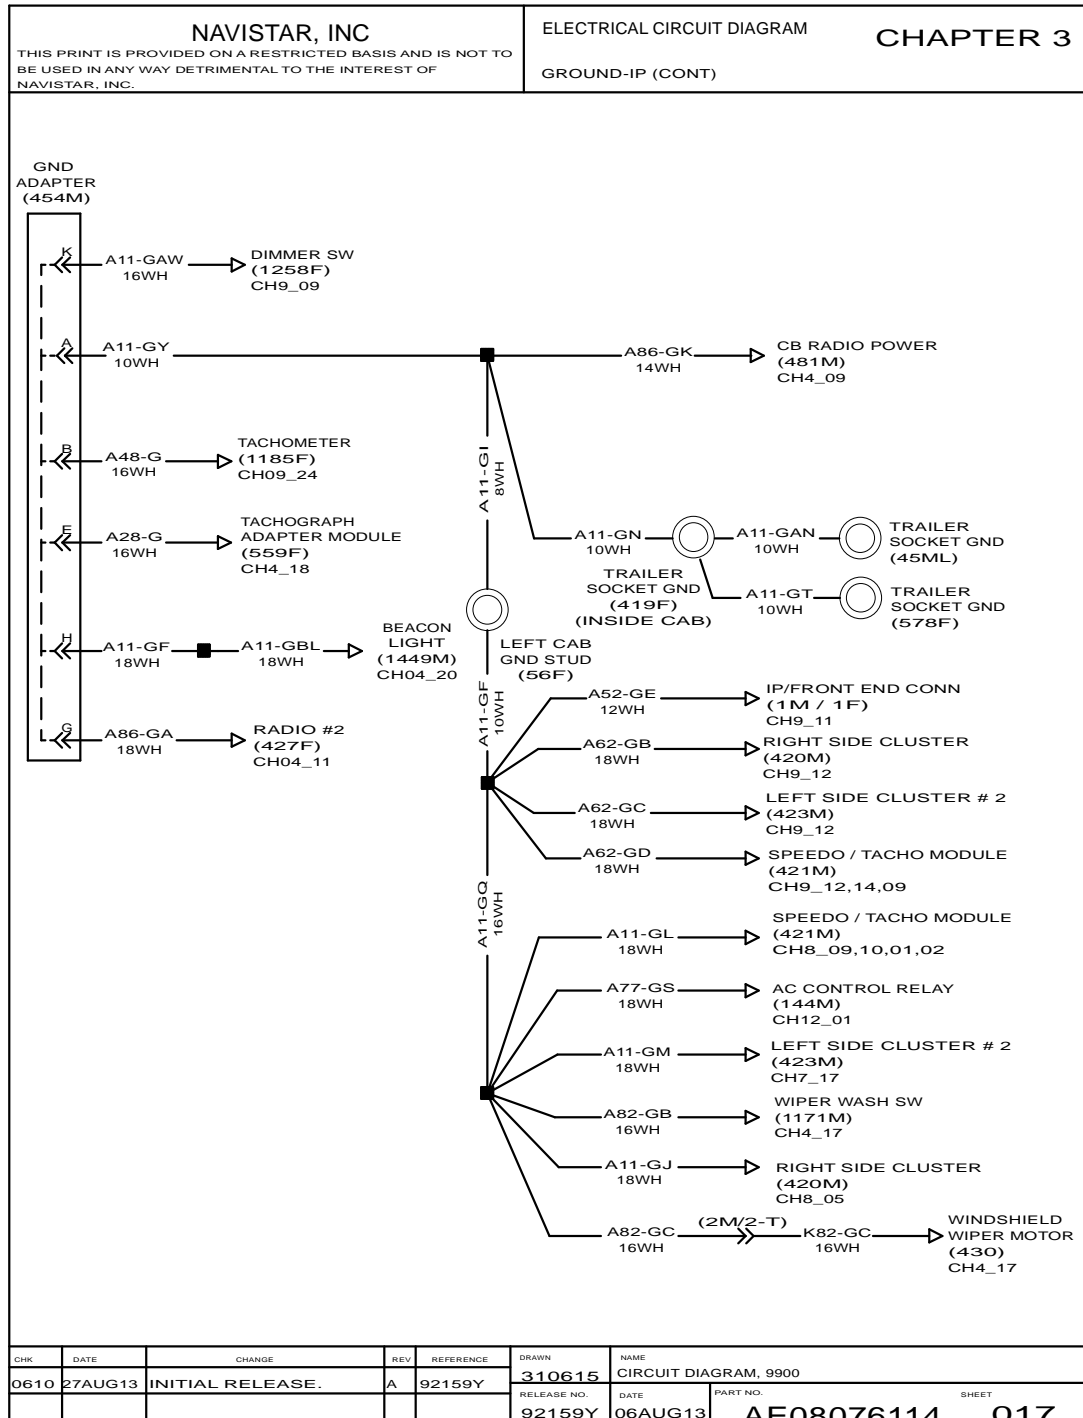 NAVISTAR, INC
THIS PRINT IS PROVIDED ON A RESTRICTED BASIS AND IS NOT TO
BE USED IN ANY WAY DETRIMENTAL TO THE INTEREST OF
NAVISTAR, INC.
ELECTRICAL CIRCUIT DIAGRAM
GROUND-IP (CONT)
CHAPTER 3
GND
ADAPTER
(454M)
K
A11-GAW
16WH
DIMMER SW
(1258F)
CH9_09
A
A11-GY
10WH
A86-GK
14WH
CB RADIO POWER
(481M)
CH4_09
B
A48-G
16WH
TACHOMETER
(1185F)
CH09_24
A11-GI
8WH
E
A28-G
16WH
TACHOGRAPH
ADAPTER MODULE
(559F)
CH4_18
A11-GN
10WH
TRAILER
SOCKET GND
(419F)
(INSIDE CAB)
A11-GAN
10WH
TRAILER
SOCKET GND
(45ML)
A11-GT
10WH
TRAILER
SOCKET GND
(578F)
H
A11-GF
18WH
A11-GBL
18WH
BEACON
LIGHT
(1449M)
CH04_20
LEFT CAB
GND STUD
(56F)
G
A86-GA
18WH
RADIO #2
(427F)
CH04_11
A11-GF
10WH
A52-GE
12WH
IP/FRONT END CONN
(1M / 1F)
CH9_11
A62-GB
18WH
RIGHT SIDE CLUSTER
(420M)
CH9_12
A62-GC
18WH
LEFT SIDE CLUSTER # 2
(423M)
CH9_12
A62-GD
18WH
SPEEDO / TACHO MODULE
(421M)
CH9_12,14,09
A11-GQ
16WH
A11-GL
18WH
SPEEDO / TACHO MODULE
(421M)
CH8_09,10,01,02
A77-GS
18WH
AC CONTROL RELAY
(144M)
CH12_01
A11-GM
18WH
LEFT SIDE CLUSTER # 2
(423M)
CH7_17
A82-GB
16WH
WIPER WASH SW
(1171M)
CH4_17
A11-GJ
18WH
RIGHT SIDE CLUSTER
(420M)
CH8_05
A82-GC
16WH
(2M/2-T)
K82-GC
16WH
WINDSHIELD
WIPER MOTOR
(430)
CH4_17
CHK DATE CHANGE REV REFERENCE
0610 27AUG13 INITIAL RELEASE. A 92159Y
DRAWN
310615
NAME
CIRCUIT DIAGRAM, 9900
RELEASE NO.
92159Y
DATE
06AUG13
PART NO.
AE08076114
SHEET
017